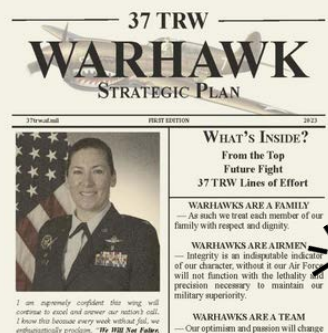 37 TRW
WARHAWK
STRATEGIC PLAN
37trw.af.mil
FIRST EDITION
2023
I am supremely confident this wing will
continue to excel and answer our nation's call.
I know this because every week without fail, we
enthusiastically proclaim, "We Will Not Falter,
WHAT'S INSIDE?
From the Top
Future Fight
37 TRW Lines of Effort
WARHAWKS ARE A FAMILY
— As such we treat each member of our
family with respect and dignity.
WARHAWKS ARE AIRMEN
— Integrity is an indisputable indicator
of our character, without it our Air Force
will not function with the lethality and
precision necessary to maintain our
military superiority.
WARHAWKS ARE A TEAM
— Our optimism and passion will change